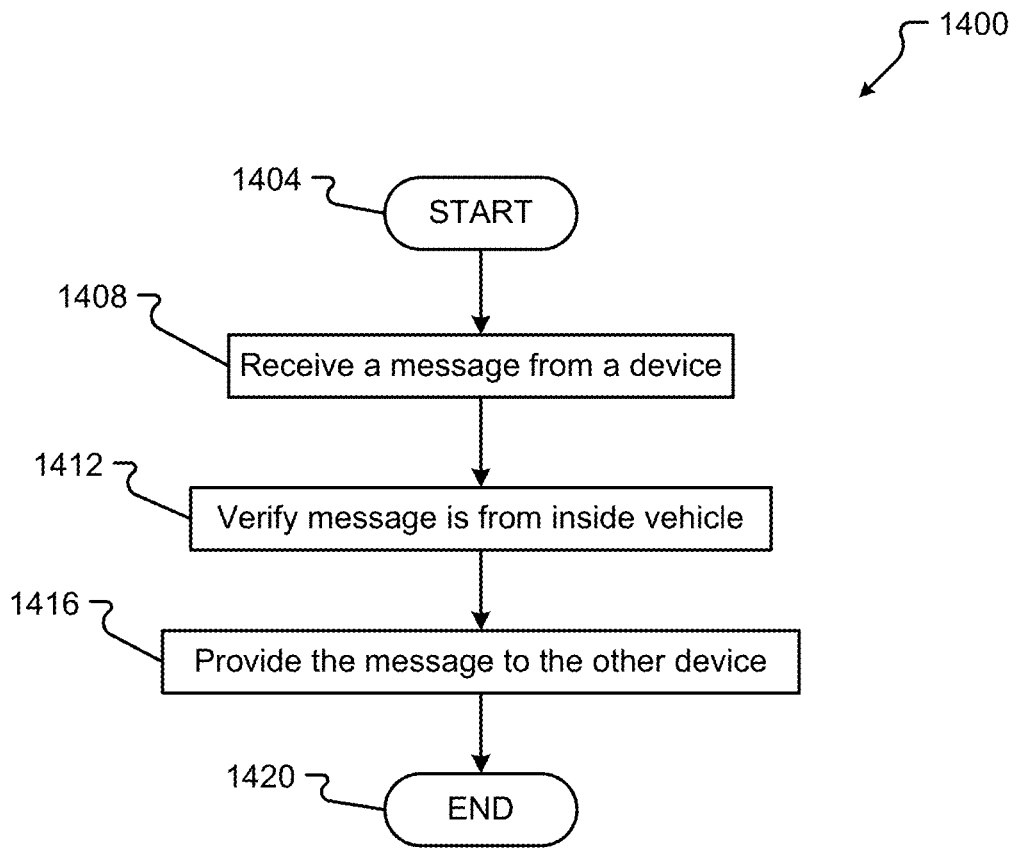 1400
1404
START
1408
Receive a message from a device
1412
Verify message is from inside vehicle
1416
Provide the message to the other device
1420
END